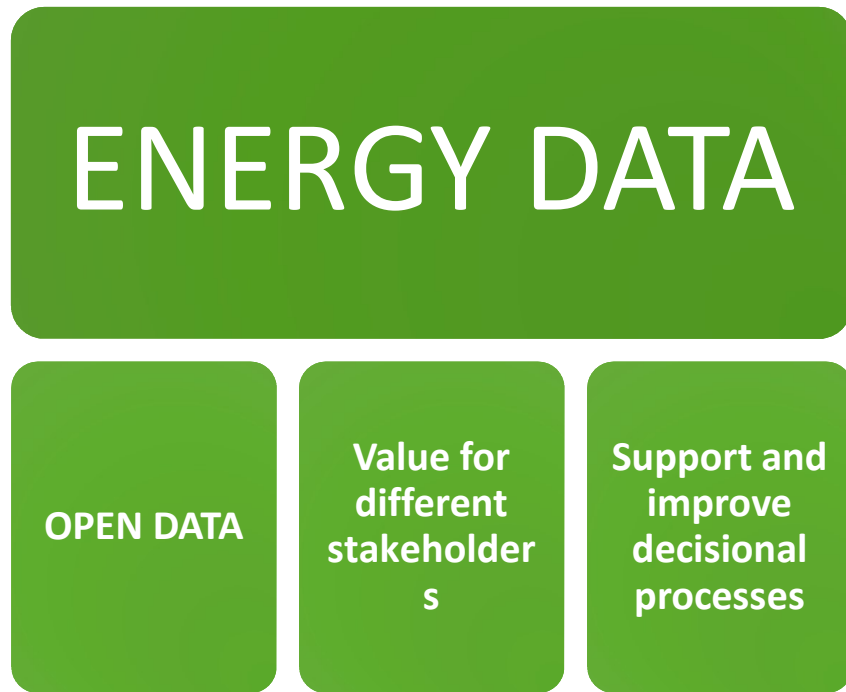 ENERGY DATA
OPEN DATA
Value for
different
stakeholder
s
Support and
improve
decisional
processes